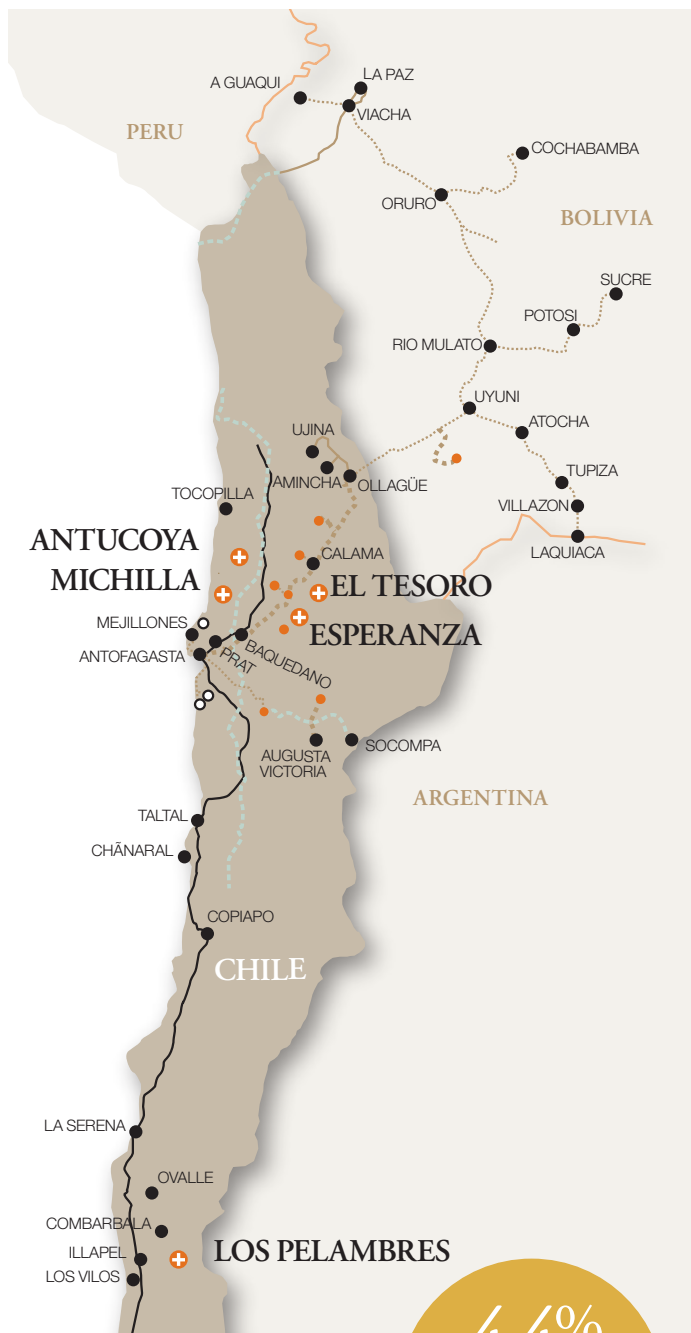 A GUAQUI
LA PAZ
VIACHA
PERU
COCHABAMBA
ORURO
BOLIVIA
SUCRE
POTOSI
RIO MULATO
UYUNI
ATOCHA
UJINA
AMINCHA
OLLAGÜE
TUPIZA
TOCOPILLA
VILLAZON
ANTUCOYA
LAQUIACA
CALAMA
MICHILLA
EL TESORO
MEJILLONES
ESPERANZA
ANTOFAGASTA
PRAT
BAQUEDANO
AUGUSTA
VICTORIA
SOCOMPA
ARGENTINA
TALTAL
CHÃNARAL
COPIAPO
CHILE
LA SERENA
OVALLE
COMBARBALA
ILLAPEL
LOS PELAMBRES
LOS VILOS